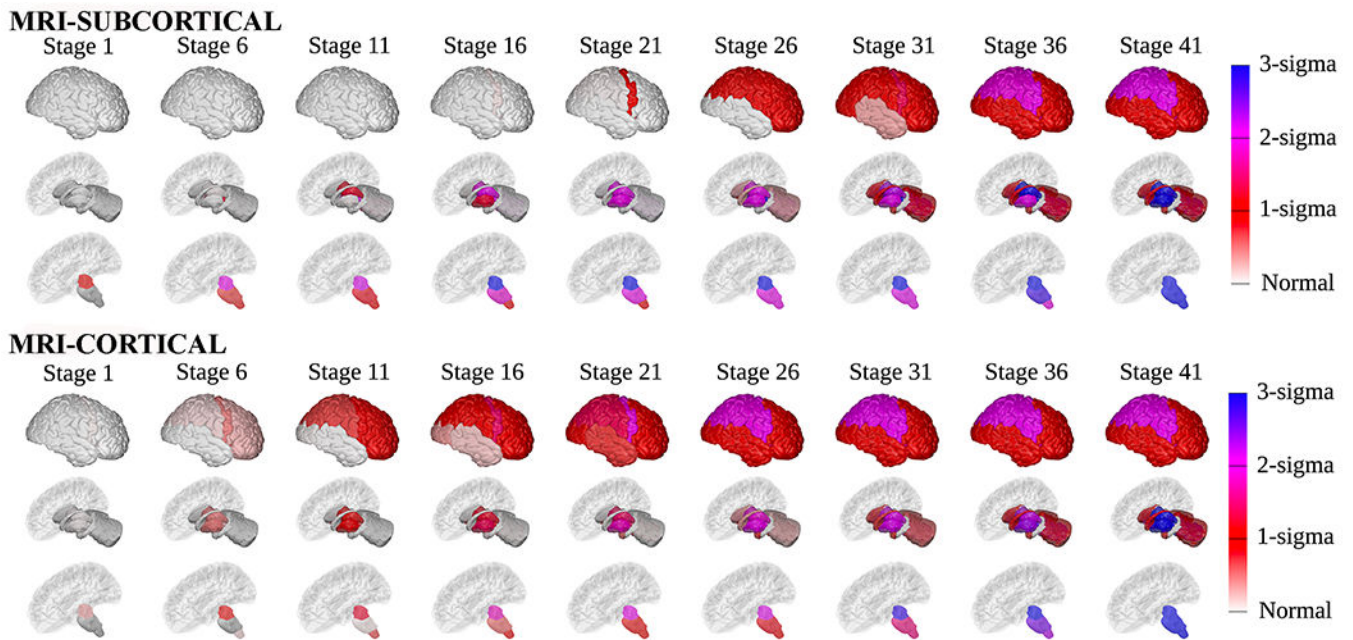 MRI-SUBCORTICAL
Stage 1 Stage 6 Stage 11 Stage 16 Stage 21 Stage 26 Stage 31 Stage 36 Stage 41
3-sigma
2-sigma
1-sigma
Normal
MRI-CORTICAL
Stage 1 Stage 6 Stage 11 Stage 16 Stage 21 Stage 26 Stage 31 Stage 36 Stage 41
3-sigma
2-sigma
1-sigma
Normal